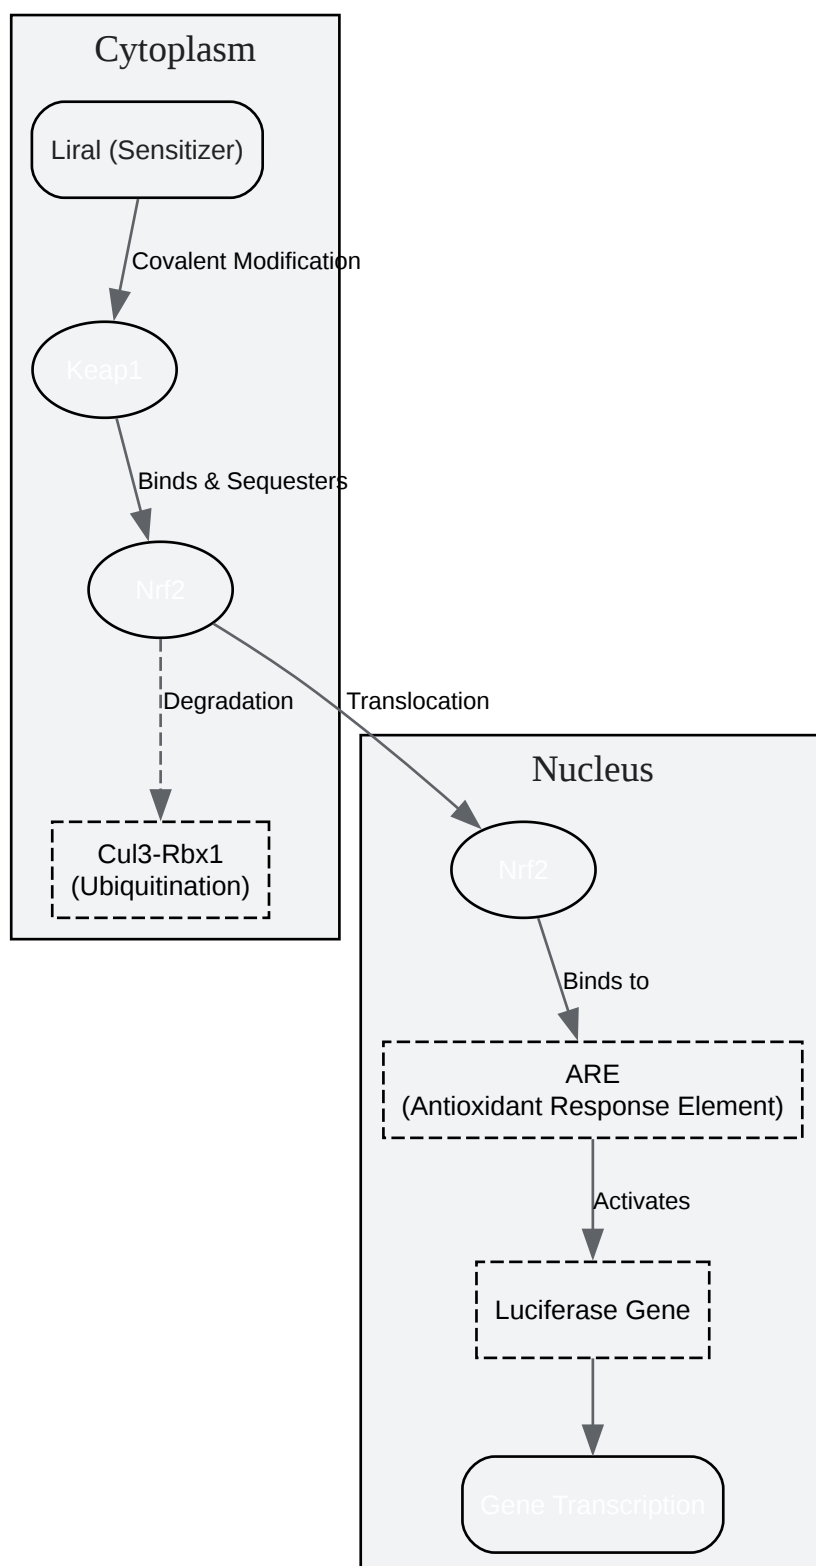 Cytoplasm
Liral (Sensitizer)
Covalent Modification
Keap1
Binds & Sequesters
Nrf2
Degradation
Translocation
Cul3-Rbx1
(Ubiquitination)
Nucleus
Nrf2
Binds to
ARE
(Antioxidant Response Element)
Activates
Luciferase Gene
Gene Transcription